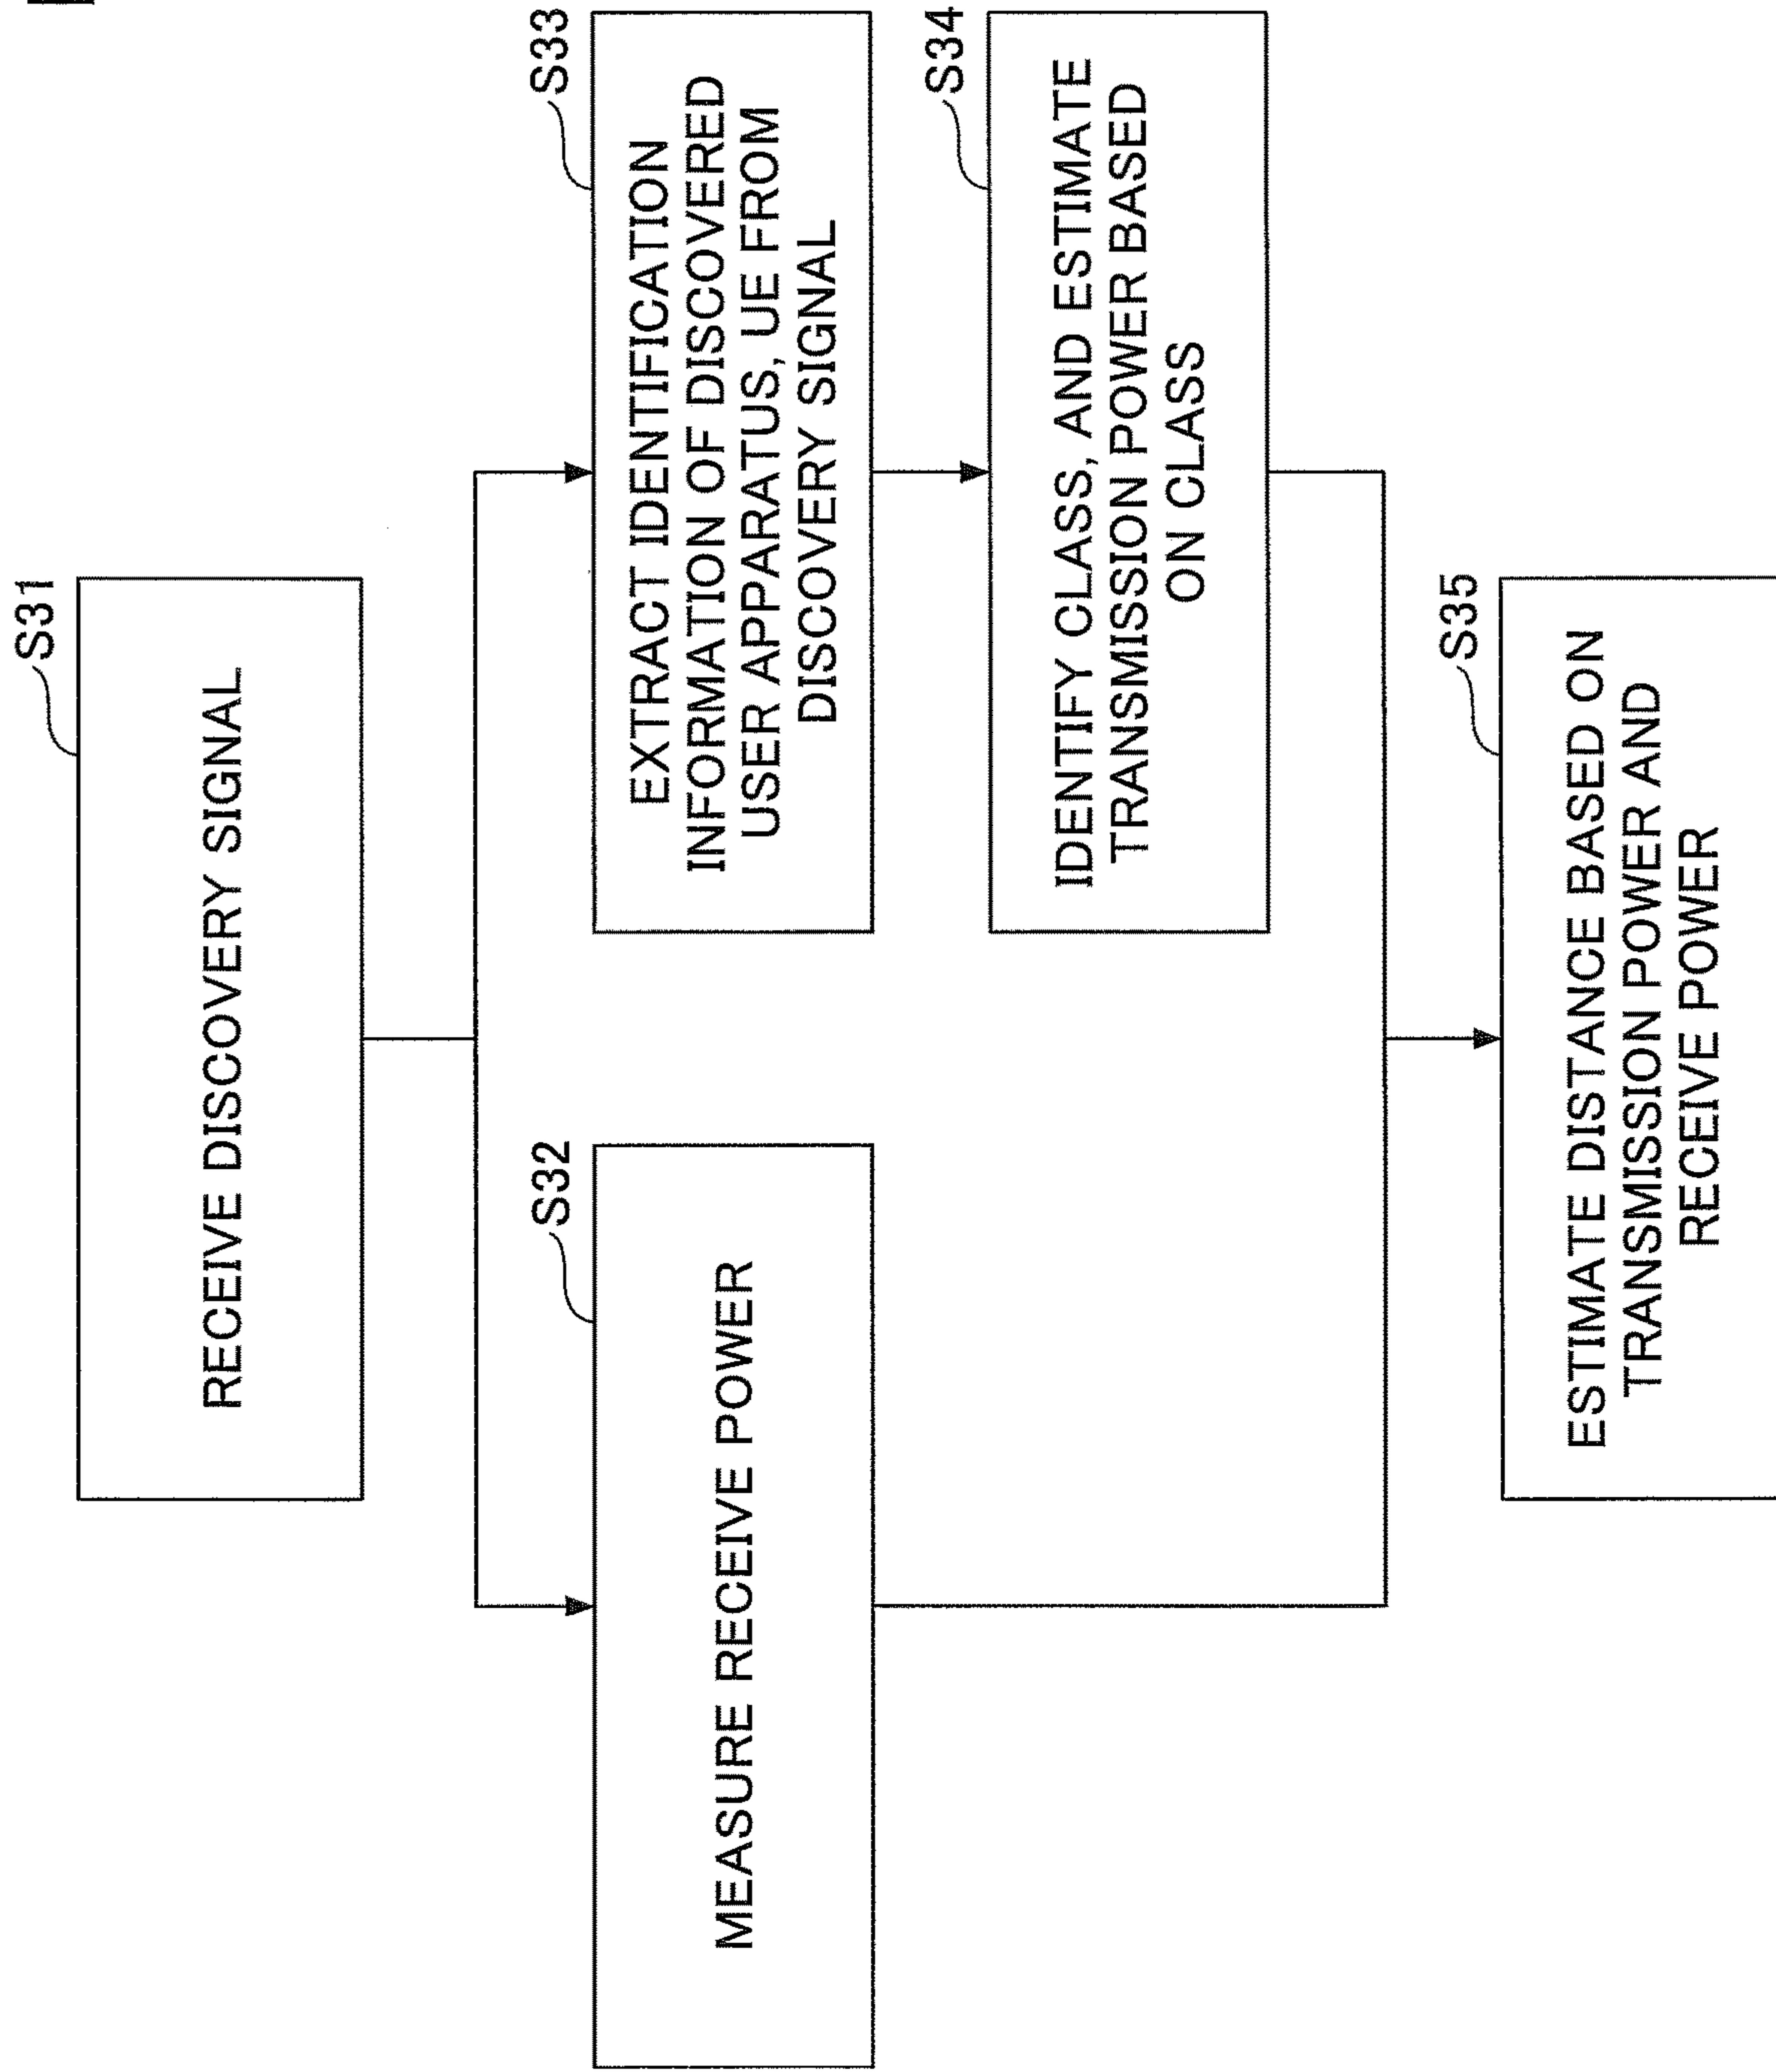 S31
RECEIVE DISCOVERY SIGNAL
S32
MEASURE RECEIVE POWER
S33
EXTRACT IDENTIFICATION
INFORMATION OF DISCOVERED
USER APPARATUS, UE FROM
DISCOVERY SIGNAL
S34
IDENTIFY CLASS, AND ESTIMATE
TRANSMISSION POWER BASED
ON CLASS
S35
ESTIMATE DISTANCE BASED ON
TRANSMISSION POWER AND
RECEIVE POWER